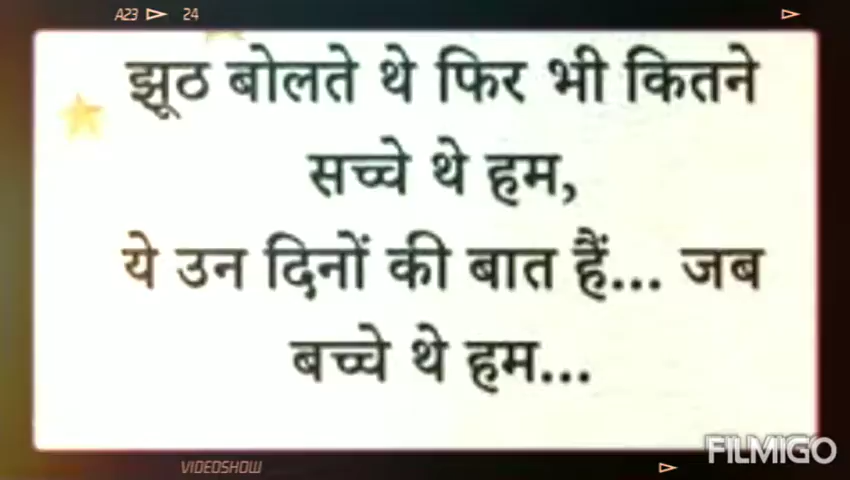 A23 24
झूठ बोलते थे फिर भी कितने
सच्चे थे हम,
ये उन दिनों की बात हैं... जब
बच्चे थे हम...
VIDEOSHOW
FILMIGO